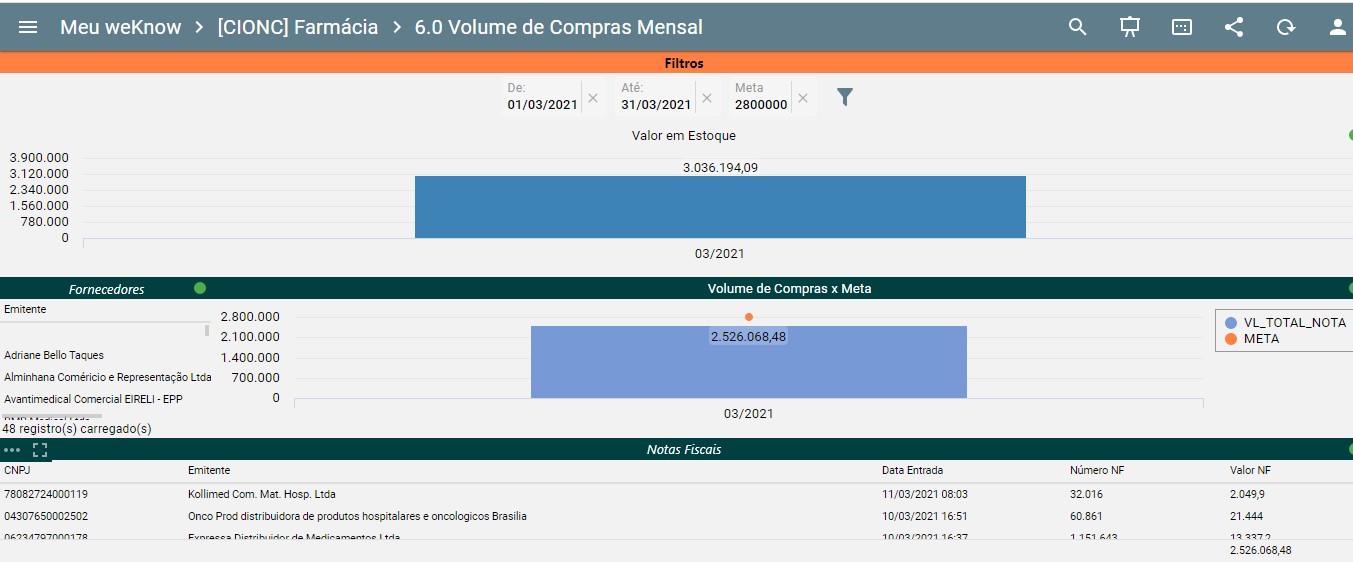 Meu weKnow > [CIONC] Farmácia > 6.0 Volume de Compras Mensal
Filtros
De: 01/03/2021 ×
Até: 31/03/2021 ×
Meta 2800000 ×
Valor em Estoque
3.900.000
3.120.000
2.340.000
1.560.000
780.000
0
3.036.194,09
03/2021
Fornecedores
Emitente
Adriane Bello Taques
Alminhana Coméricio e Representação Ltda
Avantimedical Comercial EIRELI - EPP
48 registro(s) carregado(s)
Volume de Compras x Meta
2.800.000
2.100.000
1.400.000
700.000
0
2.526.068,48
03/2021
VL_TOTAL_NOTA
META
Notas Fiscais
CNPJ Emitente Data Entrada Número NF Valor NF
78082724000119 Kollimed Com. Mat. Hosp. Ltda 11/03/2021 08:03 32.016 2.049,9
04307650002502 Onco Prod distribuidora de produtos hospitalares e oncologicos Brasilia 10/03/2021 16:51 60.861 21.444
06234797000178 Expressa Distribuidor de Medicamentos Ltda 10/03/2021 16:37 1.151.643 13.337,2
2.526.068,48